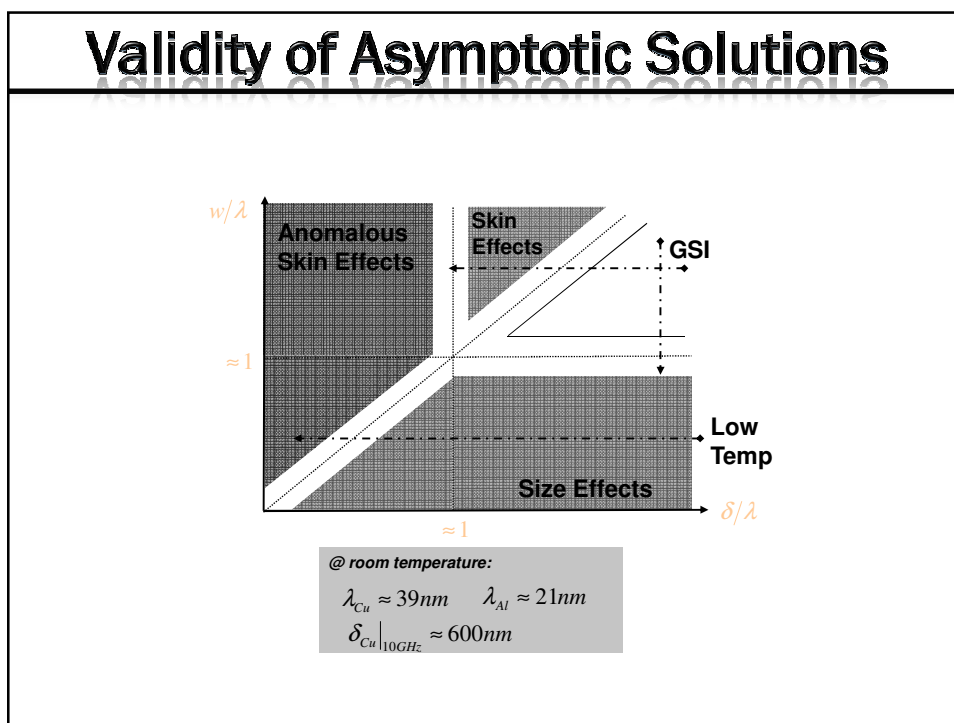 Validity of Asymptotic Solutions
w/λ
Anomalous
Skin Effects
Skin
Effects
GSI
≈1
Low
Temp
Size Effects
δ/λ
≈1
@ room temperature:
λ_Cu ≈ 39nm λ_Al ≈ 21nm
δ_Cu|_10GHz ≈ 600nm